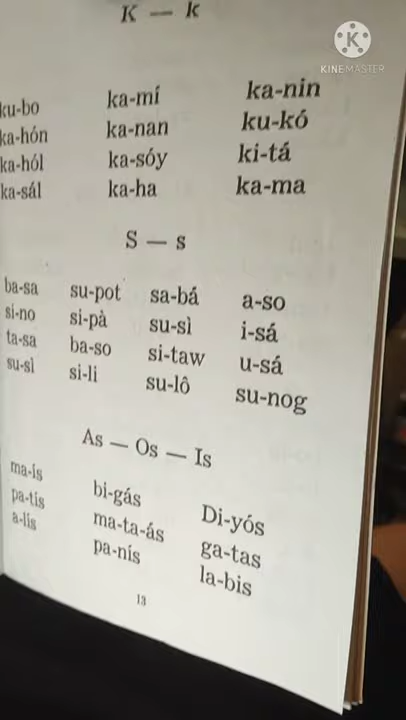 K — k
K
KINEMASTER
ku-bo ka-mí ka-nin
ka-hón ka-nan ku-kó
ka-hól ka-sóy ki-tá
ka-sál ka-ha ka-ma
S — s
ba-sa su-pot sa-bá a-so
si-no si-pà su-sì i-sá
ta-sa ba-so si-taw u-sá
su-sì si-li su-lô su-nog
As — Os — Is
ma-ís bi-gás Di-yós
pa-tís ma-ta-ás ga-tas
a-lís pa-nís la-bis
13